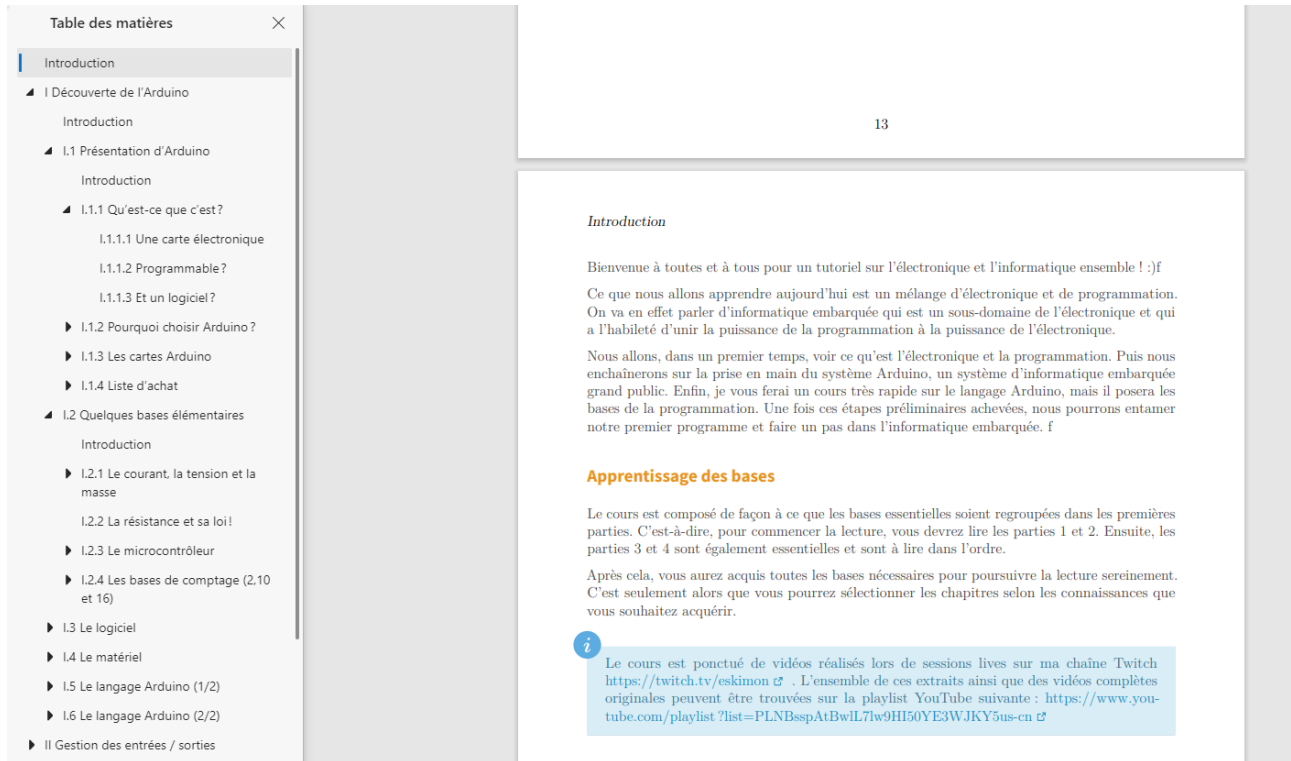 Table des matières
Introduction
I Découverte de l'Arduino
Introduction
I.1 Présentation d'Arduino
Introduction
I.1.1 Qu'est-ce que c'est ?
I.1.1.1 Une carte électronique
I.1.1.2 Programmable ?
I.1.1.3 Et un logiciel ?
I.1.2 Pourquoi choisir Arduino ?
I.1.3 Les cartes Arduino
I.1.4 Liste d'achat
I.2 Quelques bases élémentaires
Introduction
I.2.1 Le courant, la tension et la
masse
I.2.2 La résistance et sa loi !
I.2.3 Le microcontrôleur
I.2.4 Les bases de comptage (2,10
et 16)
I.3 Le logiciel
I.4 Le matériel
I.5 Le langage Arduino (1/2)
I.6 Le langage Arduino (2/2)
II Gestion des entrées / sorties
13
Introduction
Bienvenue à toutes et à tous pour un tutoriel sur l'électronique et l'informatique ensemble ! :)f
Ce que nous allons apprendre aujourd'hui est un mélange d'électronique et de programmation.
On va en effet parler d'informatique embarquée qui est un sous-domaine de l'électronique et qui
a l'habileté d'unir la puissance de la programmation à la puissance de l'électronique.
Nous allons, dans un premier temps, voir ce qu'est l'électronique et la programmation. Puis nous
enchaînerons sur la prise en main du système Arduino, un système d'informatique embarquée
grand public. Enfin, je vous ferai un cours très rapide sur le langage Arduino, mais il posera les
bases de la programmation. Une fois ces étapes préliminaires achevées, nous pourrons entamer
notre premier programme et faire un pas dans l'informatique embarquée. f
Apprentissage des bases
Le cours est composé de façon à ce que les bases essentielles soient regroupées dans les premières
parties. C'est-à-dire, pour commencer la lecture, vous devrez lire les parties 1 et 2. Ensuite, les
parties 3 et 4 sont également essentielles et sont à lire dans l'ordre.
Après cela, vous aurez acquis toutes les bases nécessaires pour poursuivre la lecture sereinement.
C'est seulement alors que vous pourrez sélectionner les chapitres selon les connaissances que
vous souhaitez acquérir.
i
Le cours est ponctué de vidéos réalisés lors de sessions lives sur ma chaîne Twitch
https://twitch.tv/eskimon . L'ensemble de ces extraits ainsi que des vidéos complètes
originales peuvent être trouvées sur la playlist YouTube suivante : https://www.you-
tube.com/playlist ?list=PLNBsspAtBwlL7lw9HI50YE3WJKY5us-cn